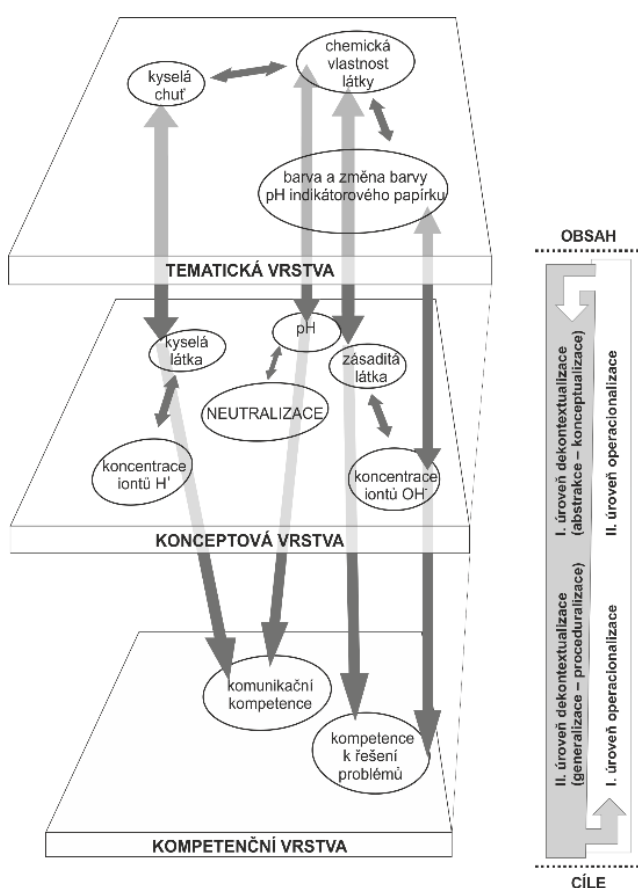 kyselá
chuť
chemická
vlastnost
látky
barva a změna barvy
pH indikátorového papírku
TEMATICKÁ VRSTVA
kyselá
látka
pH
zásaditá
látka
NEUTRALIZACE
koncentrace
iontů H⁺
koncentrace
iontů OH⁻
KONCEPTOVÁ VRSTVA
komunikační
kompetence
kompetence
k řešení
problémů
KOMPETENČNÍ VRSTVA
OBSAH
I. úroveň dekontextualizace
(abstrakce – konceptualizace)
II. úroveň operacionalizace
II. úroveň dekontextualizace
(generalizace – proceduralizace)
I. úroveň operacionalizace
CÍLE